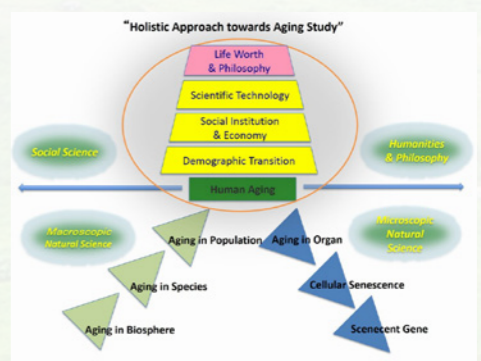 "Holistic Approach towards Aging Study"
Life Worth
& Philosophy
Scientific Technology
Social Institution
& Economy
Demographic Transition
Social Science
Humanities
& Philosophy
Human Aging
Macroscopic
Natural Science
Microscopic
Natural
Science
Aging in Population
Aging in Organ
Aging in Species
Cellular Senescence
Aging in Biosphere
Scenecent Gene